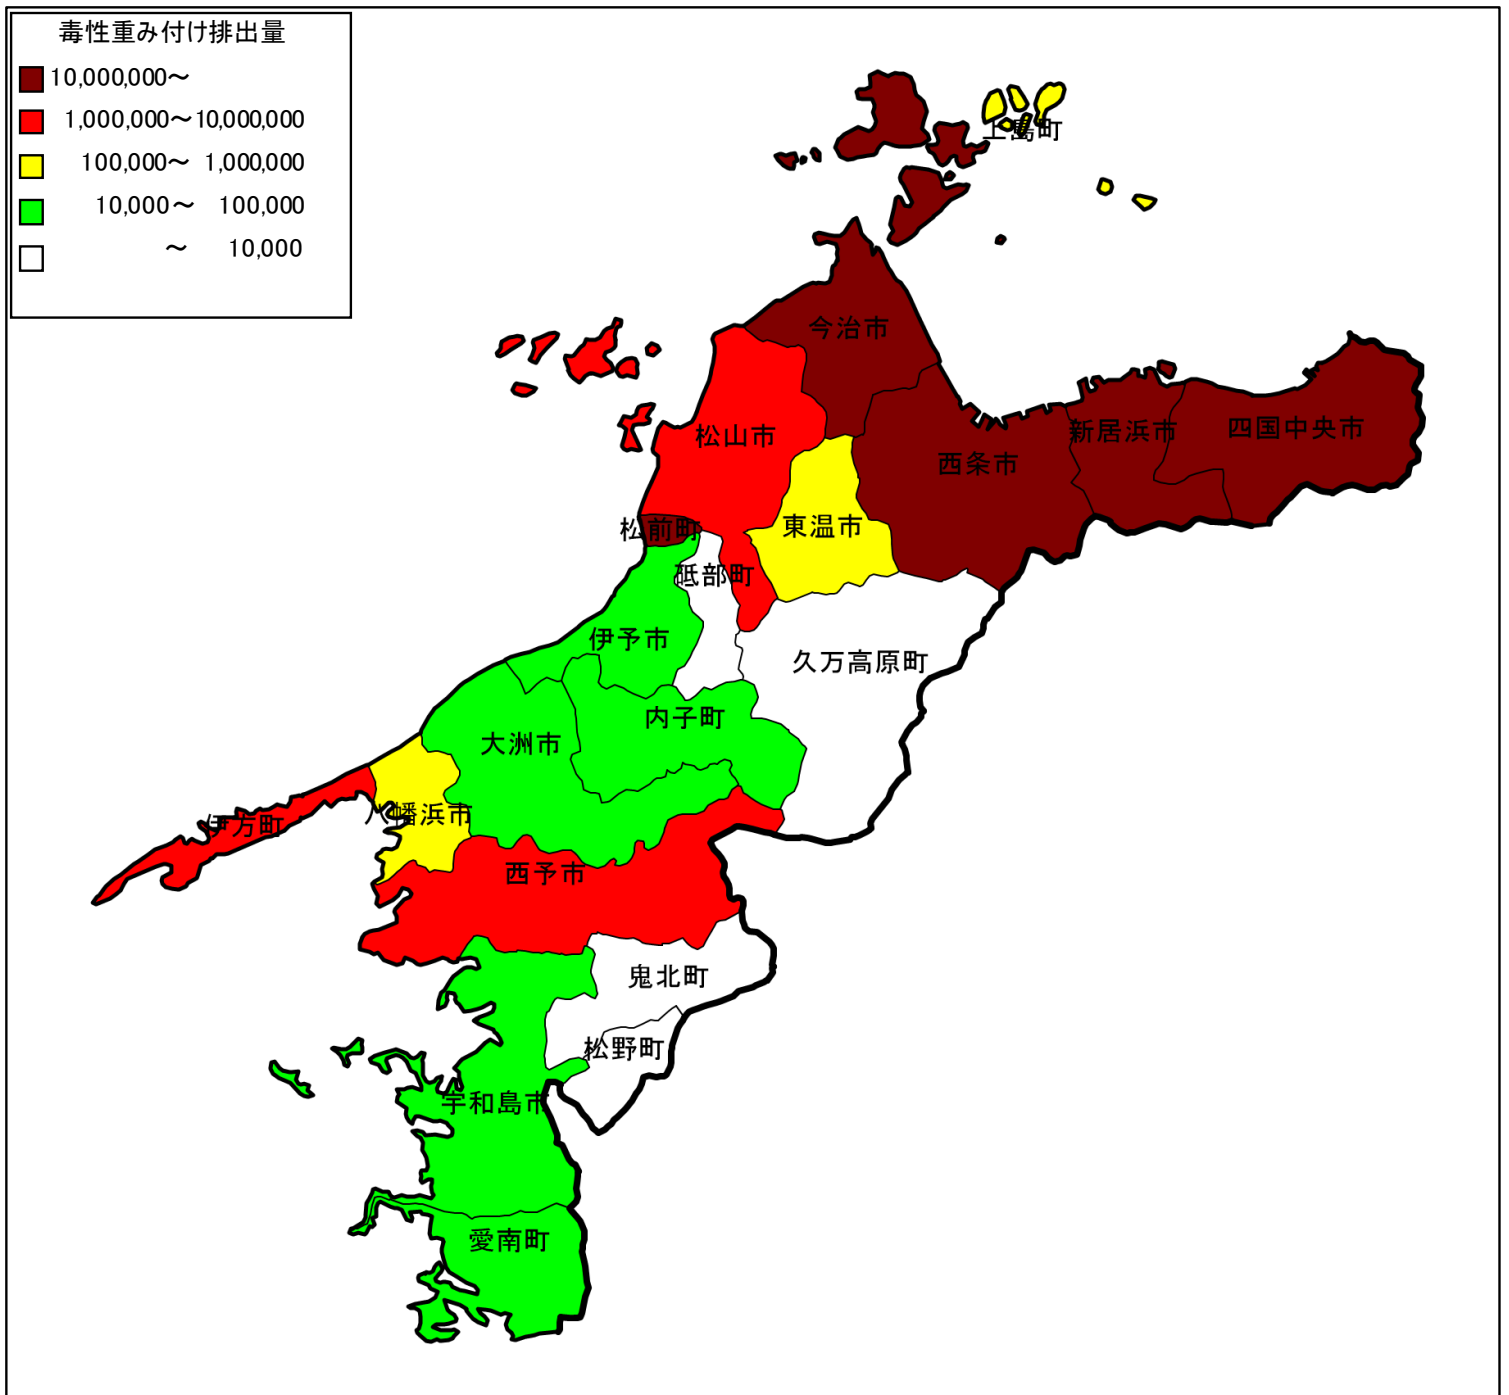 毒性重み付け排出量
10,000,000～
1,000,000～10,000,000
100,000～ 1,000,000
10,000～ 100,000
～ 10,000
上島町
今治市
松山市
新居浜市
四国中央市
西条市
松前町
東温市
砥部町
伊予市
久万高原町
内子町
大洲市
八幡浜市
伊方町
西予市
鬼北町
松野町
宇和島市
愛南町